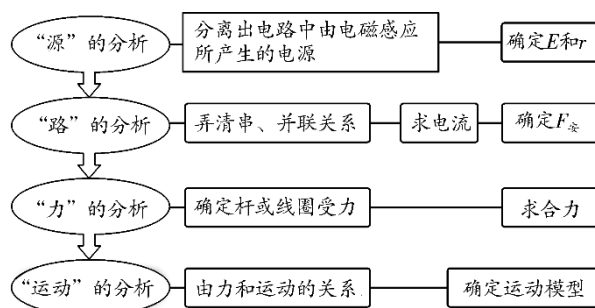 “源”的分析
分离出电路中由电磁感应
所产生的电源
确定E和r
“路”的分析
弄清串、并联关系
求电流
确定F安
“力”的分析
确定杆或线圈受力
求合力
“运动”的分析
由力和运动的关系
确定运动模型